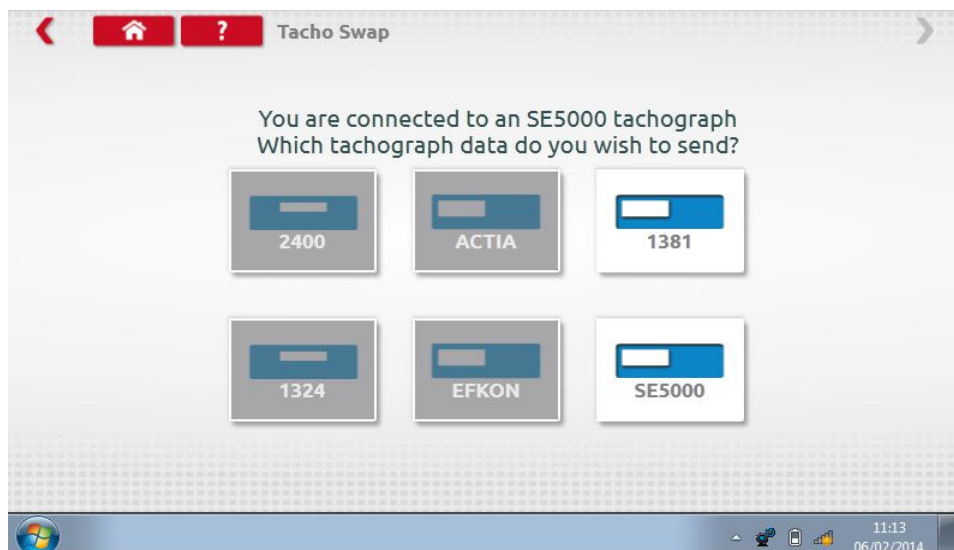 ? Tacho Swap
You are connected to an SE5000 tachograph
Which tachograph data do you wish to send?
2400 ACTIA 1381
1324 EFKON SE5000
11:13
06/02/2014